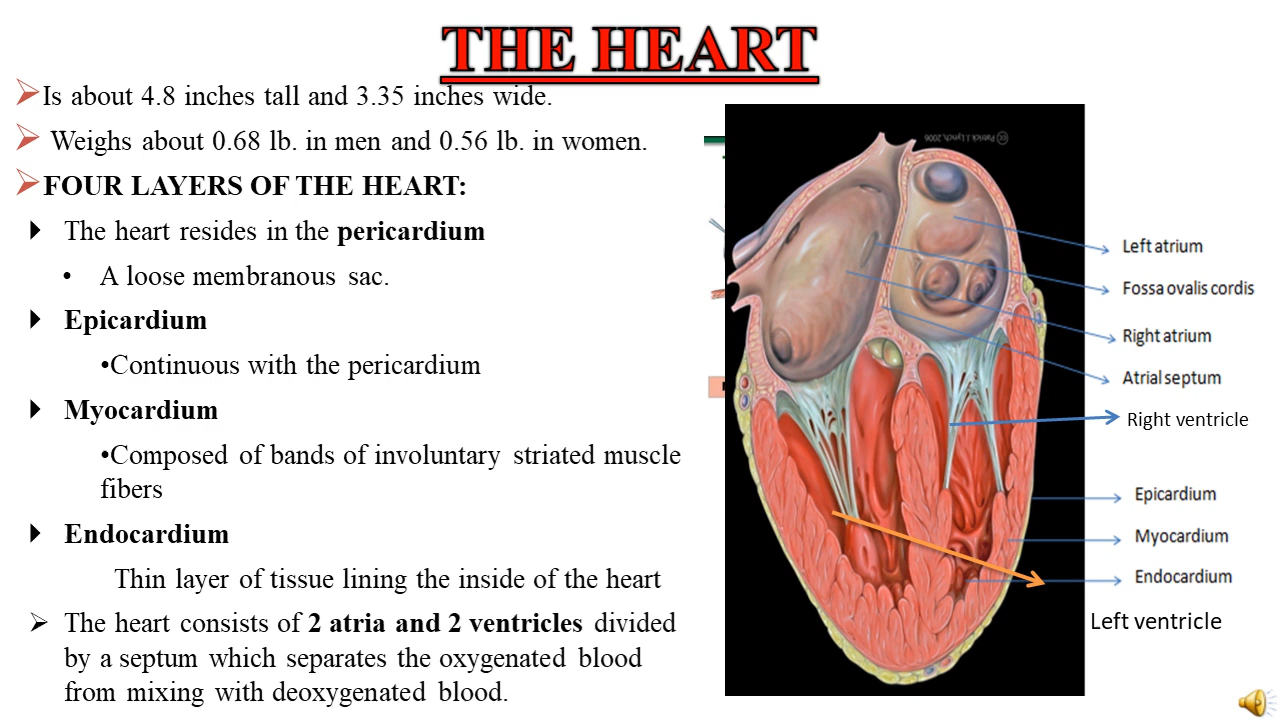 THE HEART
Is about 4.8 inches tall and 3.35 inches wide.
Weighs about 0.68 lb. in men and 0.56 lb. in women.
FOUR LAYERS OF THE HEART:
The heart resides in the pericardium
• A loose membranous sac.
Epicardium
•Continuous with the pericardium
Myocardium
•Composed of bands of involuntary striated muscle
fibers
Endocardium
Thin layer of tissue lining the inside of the heart
The heart consists of 2 atria and 2 ventricles divided
by a septum which separates the oxygenated blood
from mixing with deoxygenated blood.
Patrick J. Lynch, 2006
Left atrium
Fossa ovalis cordis
Right atrium
Atrial septum
Right ventricle
Epicardium
Myocardium
Endocardium
Left ventricle